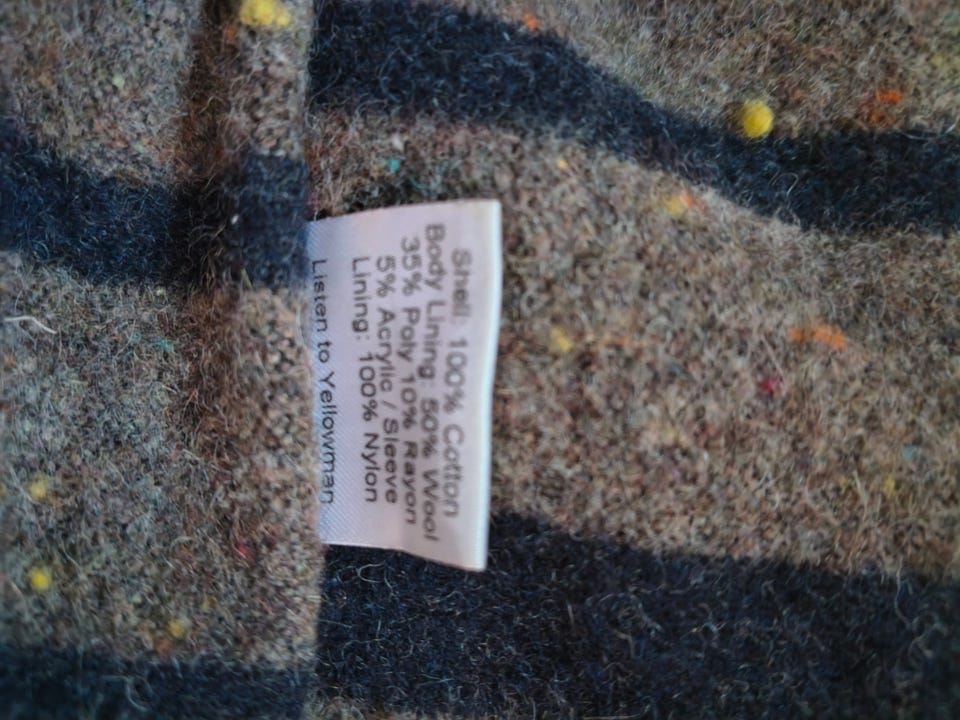 Shell: 100% Cotton
Body Lining: 50% Wool
35% Poly 10% Rayon
5% Acrylic / Sleeve
Lining: 100% Nylon
Listen to Yellowman